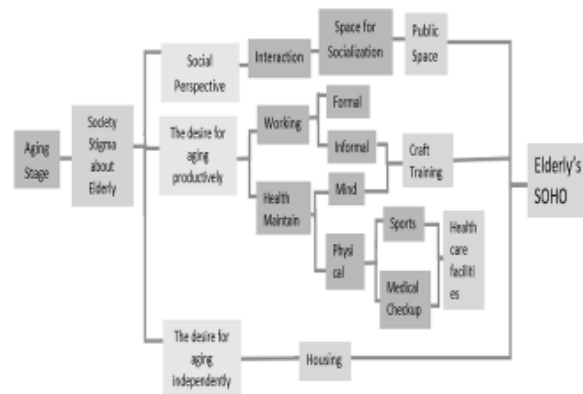 Space for
Socialization
Public
Space
Social
Perspective
Interaction
Formal
Society
Stigma
about
Elderly
Working
The desire for
aging
productively
Informal
Craft
Training
Aging
Stage
Elderly's
SOHO
Health
Maintain
Mind
Sports
Health
care
faciliti
es
Physi
cal
Medical
Checkup
The desire for
aging
independently
Housing